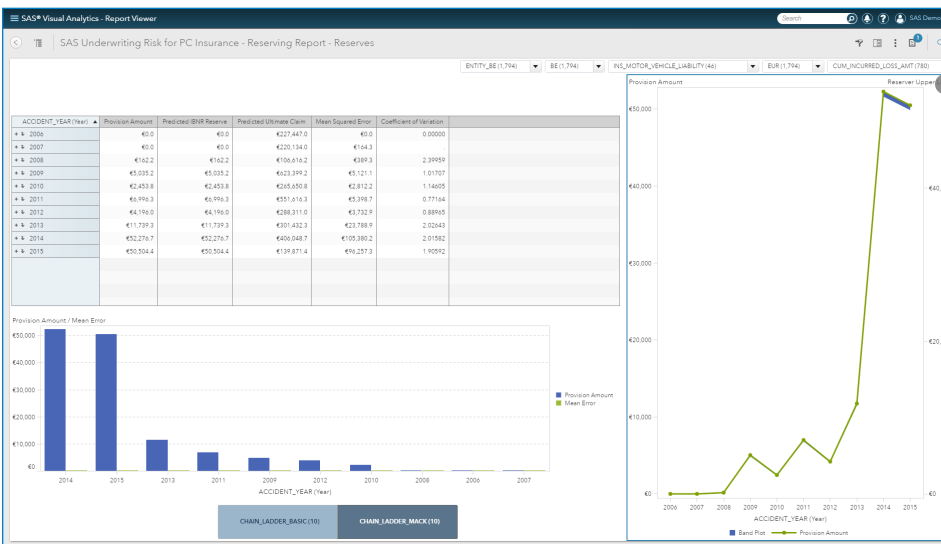 SAS® Visual Analytics - Report Viewer
Search
SAS Demo
SAS Underwriting Risk for PC Insurance - Reserving Report - Reserves
1
ENTITY_BE (1,794) BE (1,794) INS_MOTOR_VEHICLE_LIABILITY (46) EUR (1,794) CUM_INCURRED_LOSS_AMT (780)
ACCIDENT_YEAR (Year) Provision Amount Predicted IBNR Reserve Predicted Ultimate Claim Mean Squared Error Coefficient of Variation
2006 €0.0 €0.0 €227,447.0 €0.0 0.00000
2007 €0.0 €0.0 €220,134.0 €164.3 .
2008 €162.2 €162.2 €106,616.2 €389.3 2.39959
2009 €5,035.2 €5,035.2 €623,399.2 €5,121.1 1.01707
2010 €2,453.8 €2,453.8 €265,650.8 €2,812.2 1.14605
2011 €6,996.3 €6,996.3 €551,616.3 €5,398.7 0.77164
2012 €4,196.0 €4,196.0 €288,311.0 €3,732.9 0.88965
2013 €11,739.3 €11,739.3 €301,432.3 €23,788.9 2.02643
2014 €52,276.7 €52,276.7 €406,048.7 €105,380.2 2.01582
2015 €50,504.4 €50,504.4 €139,871.4 €96,257.3 1.90592
Provision Amount / Mean Error
€50,000
€40,000
€30,000
€20,000
€10,000
€0
2014 2015 2013 2011 2009 2012 2010 2008 2006 2007
ACCIDENT_YEAR (Year)
Provision Amount
Mean Error
CHAIN_LADDER_BASIC (10) CHAIN_LADDER_MACK (10)
Provision Amount Reserver Upper
€50,000
€40,000 €40,
€30,000
€20,000 €20,
€10,000
€0 €0
2006 2007 2008 2009 2010 2011 2012 2013 2014 2015
ACCIDENT_YEAR (Year)
Band Plot Provision Amount